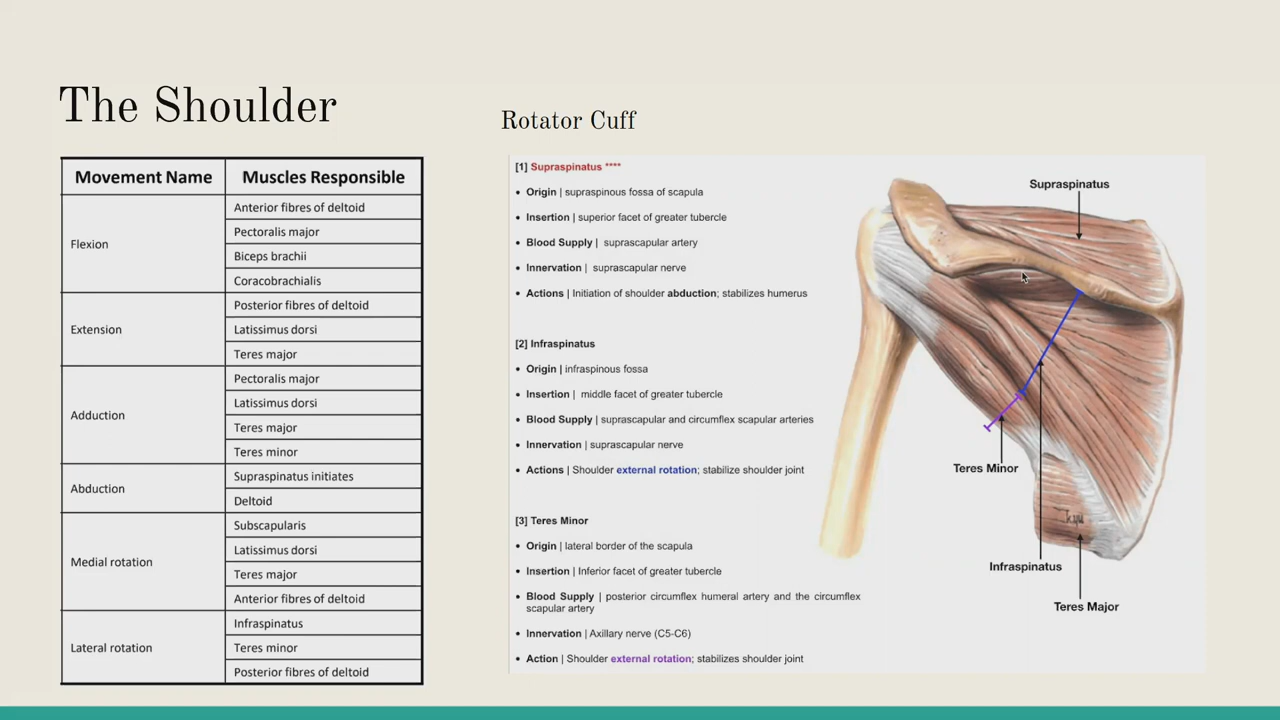 The Shoulder
Movement Name Muscles Responsible
Flexion
Anterior fibres of deltoid
Pectoralis major
Biceps brachii
Coracobrachialis
Extension
Posterior fibres of deltoid
Latissimus dorsi
Teres major
Adduction
Pectoralis major
Latissimus dorsi
Teres major
Teres minor
Abduction
Supraspinatus initiates
Deltoid
Medial rotation
Subscapularis
Latissimus dorsi
Teres major
Anterior fibres of deltoid
Lateral rotation
Infraspinatus
Teres minor
Posterior fibres of deltoid
Rotator Cuff
[1] Supraspinatus ****
• Origin | supraspinous fossa of scapula
• Insertion | superior facet of greater tubercle
• Blood Supply | suprascapular artery
• Innervation | suprascapular nerve
• Actions | Initiation of shoulder abduction; stabilizes humerus
[2] Infraspinatus
• Origin | infraspinous fossa
• Insertion | middle facet of greater tubercle
• Blood Supply | suprascapular and circumflex scapular arteries
• Innervation | suprascapular nerve
• Actions | Shoulder external rotation; stabilize shoulder joint
[3] Teres Minor
• Origin | lateral border of the scapula
• Insertion | Inferior facet of greater tubercle
• Blood Supply | posterior circumflex humeral artery and the circumflex
scapular artery
• Innervation | Axillary nerve (C5-C6)
• Action | Shoulder external rotation; stabilizes shoulder joint
Supraspinatus
Teres Minor
Infraspinatus
Teres Major